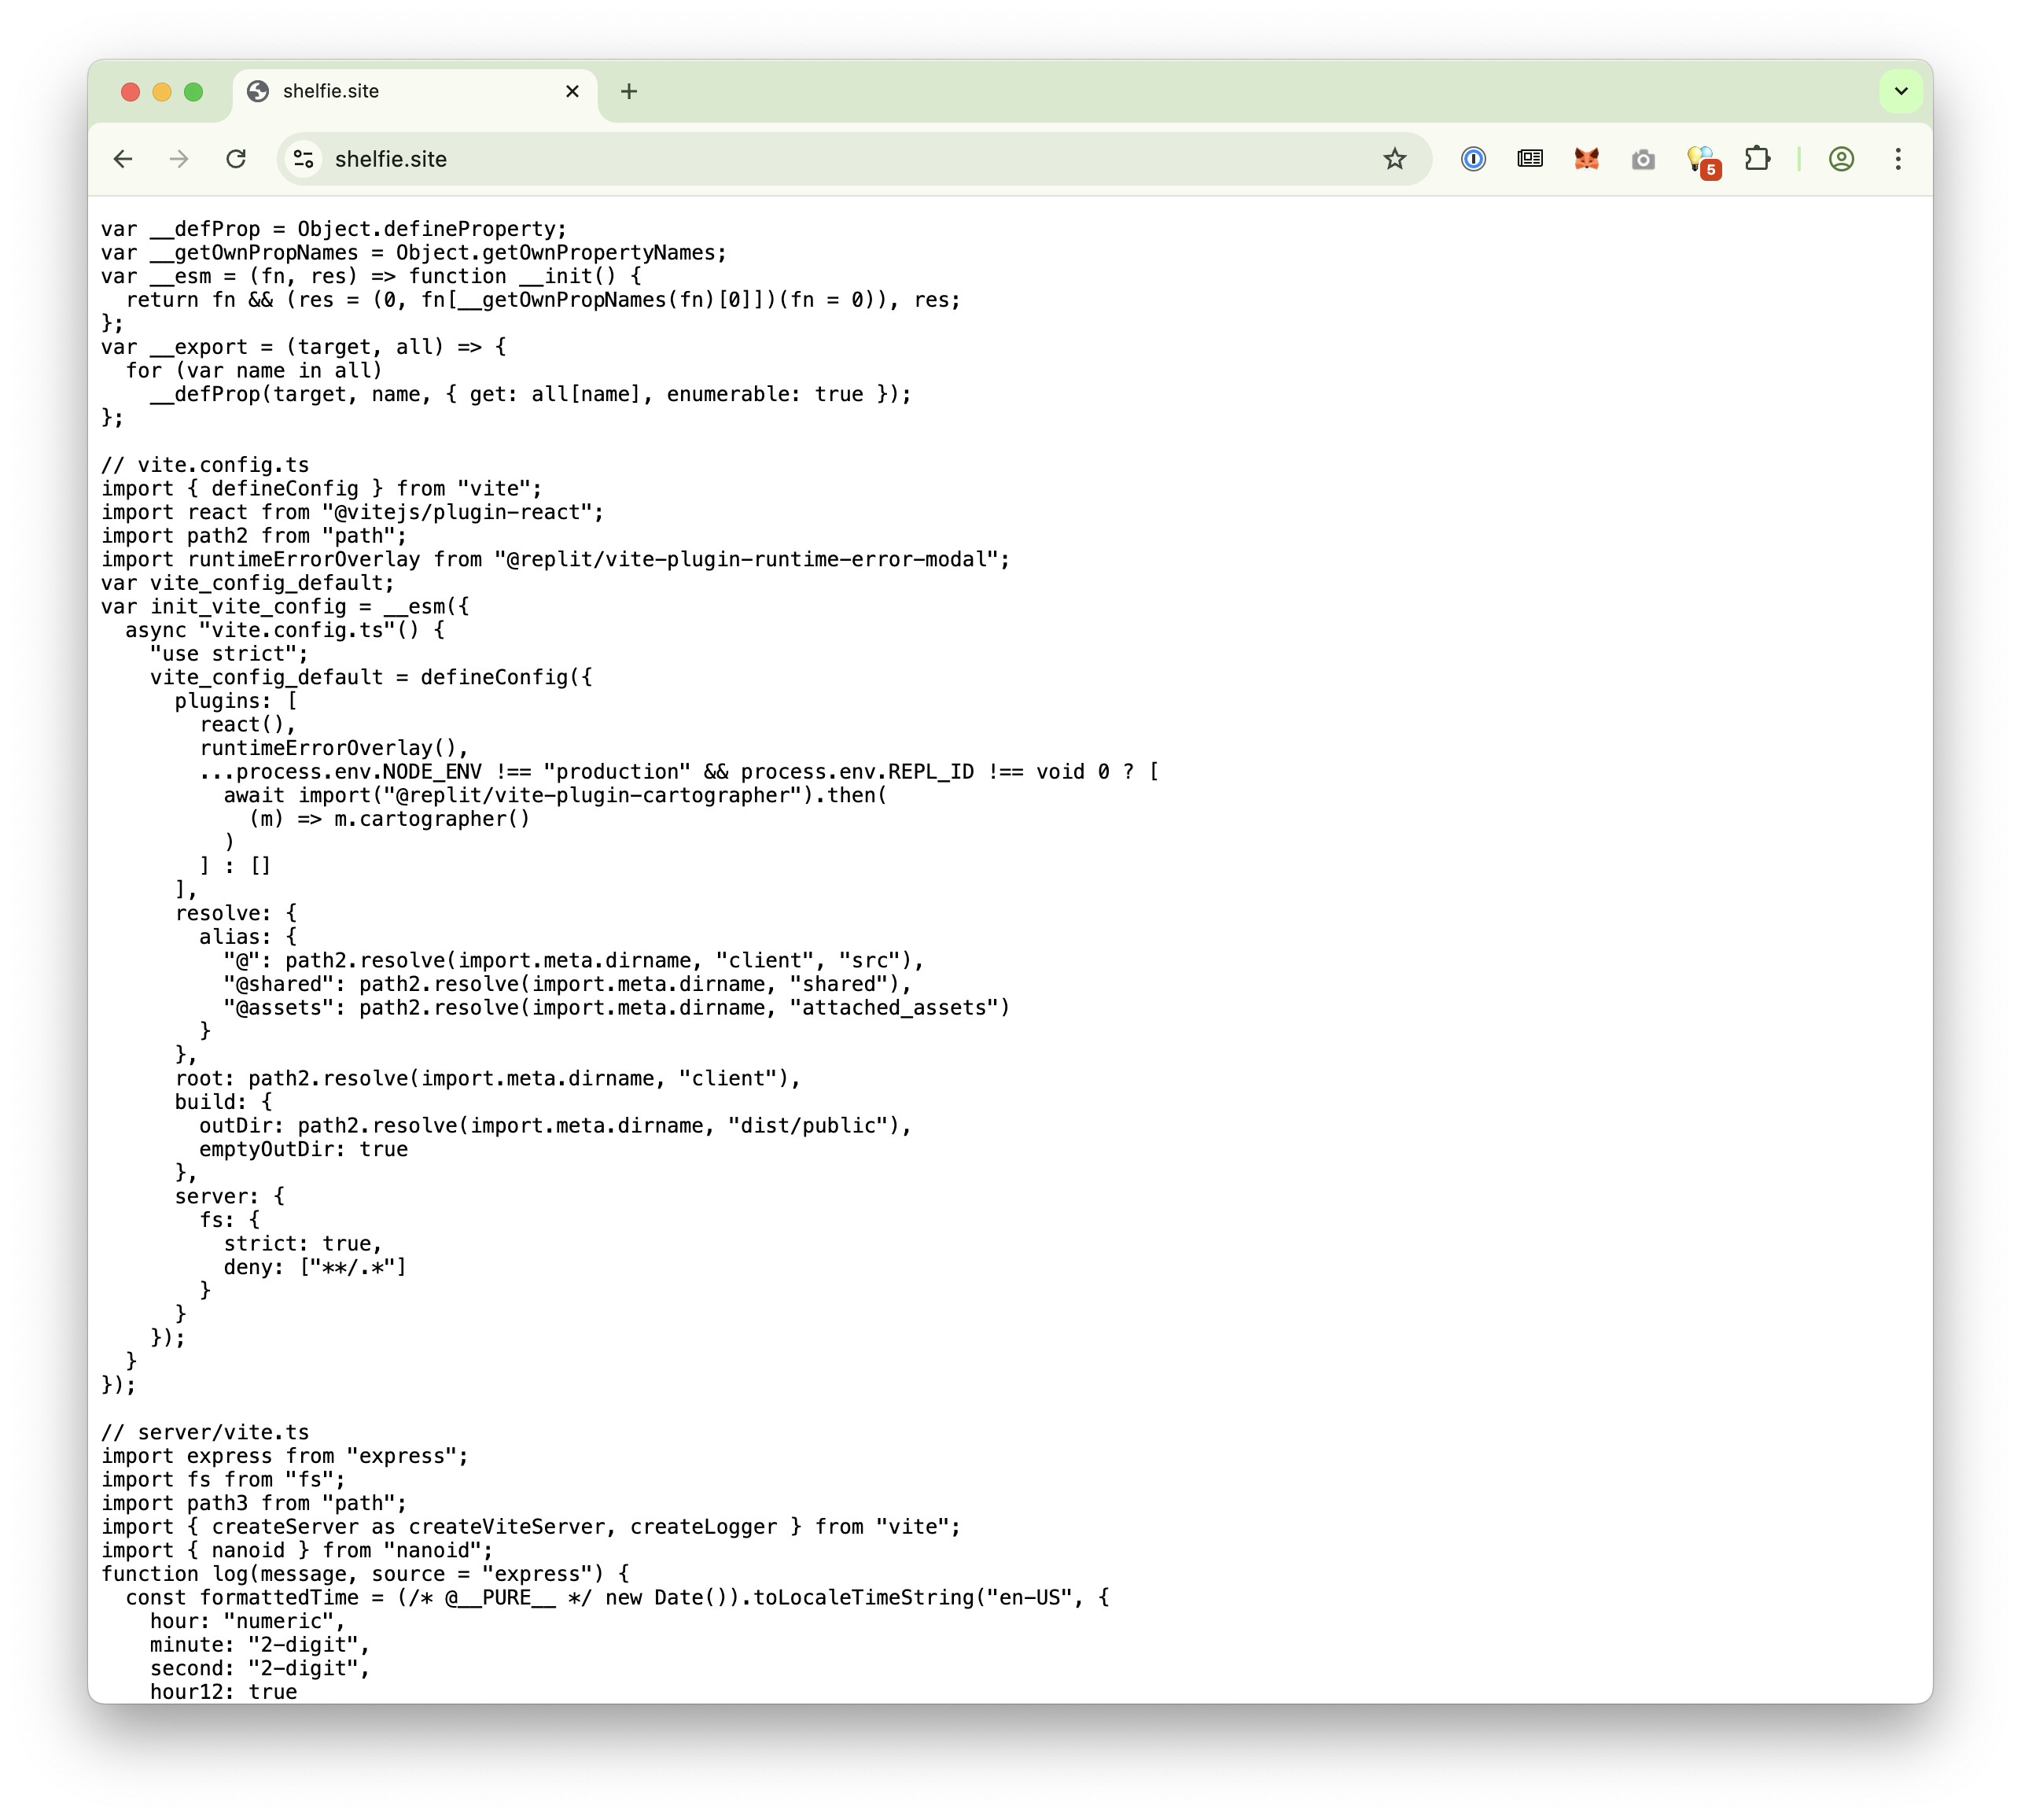 shelfie.site
shelfie.site
5
var __defProp = Object.defineProperty;
var __getOwnPropNames = Object.getOwnPropertyNames;
var __esm = (fn, res) => function __init() {
  return fn && (res = (0, fn[__getOwnPropNames(fn)[0]])(fn = 0)), res;
};
var __export = (target, all) => {
  for (var name in all)
    __defProp(target, name, { get: all[name], enumerable: true });
};

// vite.config.ts
import { defineConfig } from "vite";
import react from "@vitejs/plugin-react";
import path2 from "path";
import runtimeErrorOverlay from "@replit/vite-plugin-runtime-error-modal";
var vite_config_default;
var init_vite_config = __esm({
  async "vite.config.ts"() {
    "use strict";
    vite_config_default = defineConfig({
      plugins: [
        react(),
        runtimeErrorOverlay(),
        ...process.env.NODE_ENV !== "production" && process.env.REPL_ID !== void 0 ? [
          await import("@replit/vite-plugin-cartographer").then(
            (m) => m.cartographer()
          )
        ] : []
      ],
      resolve: {
        alias: {
          "@": path2.resolve(import.meta.dirname, "client", "src"),
          "@shared": path2.resolve(import.meta.dirname, "shared"),
          "@assets": path2.resolve(import.meta.dirname, "attached_assets")
        }
      },
      root: path2.resolve(import.meta.dirname, "client"),
      build: {
        outDir: path2.resolve(import.meta.dirname, "dist/public"),
        emptyOutDir: true
      },
      server: {
        fs: {
          strict: true,
          deny: ["**/.*"]
        }
      }
    });
  }
});

// server/vite.ts
import express from "express";
import fs from "fs";
import path3 from "path";
import { createServer as createViteServer, createLogger } from "vite";
import { nanoid } from "nanoid";
function log(message, source = "express") {
  const formattedTime = (/* @__PURE__ */ new Date()).toLocaleTimeString("en-US", {
    hour: "numeric",
    minute: "2-digit",
    second: "2-digit",
    hour12: true